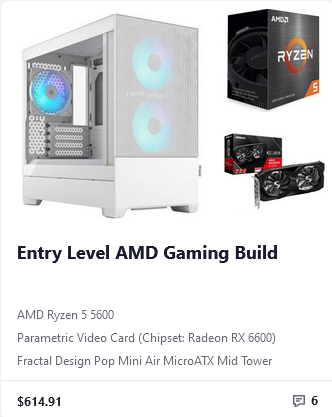 AMD
RYZEN
5
Entry Level AMD Gaming Build
AMD Ryzen 5 5600
Parametric Video Card (Chipset: Radeon RX 6600)
Fractal Design Pop Mini Air MicroATX Mid Tower
$614.91
6